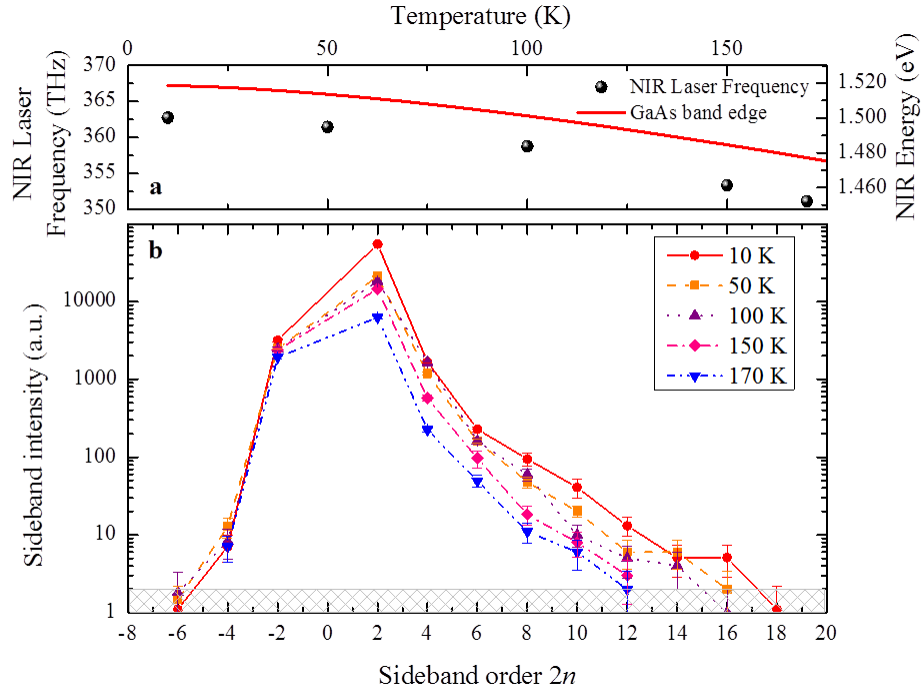 Temperature (K)
0 50 100 150
370
365
360
355
350
NIR Laser
Frequency (THz)
1.520
1.500
1.480
1.460
NIR Energy (eV)
NIR Laser Frequency
GaAs band edge
a
b
10 K
50 K
100 K
150 K
170 K
10000
1000
100
10
1
Sideband intensity (a.u.)
-8 -6 -4 -2 0 2 4 6 8 10 12 14 16 18 20
Sideband order 2n